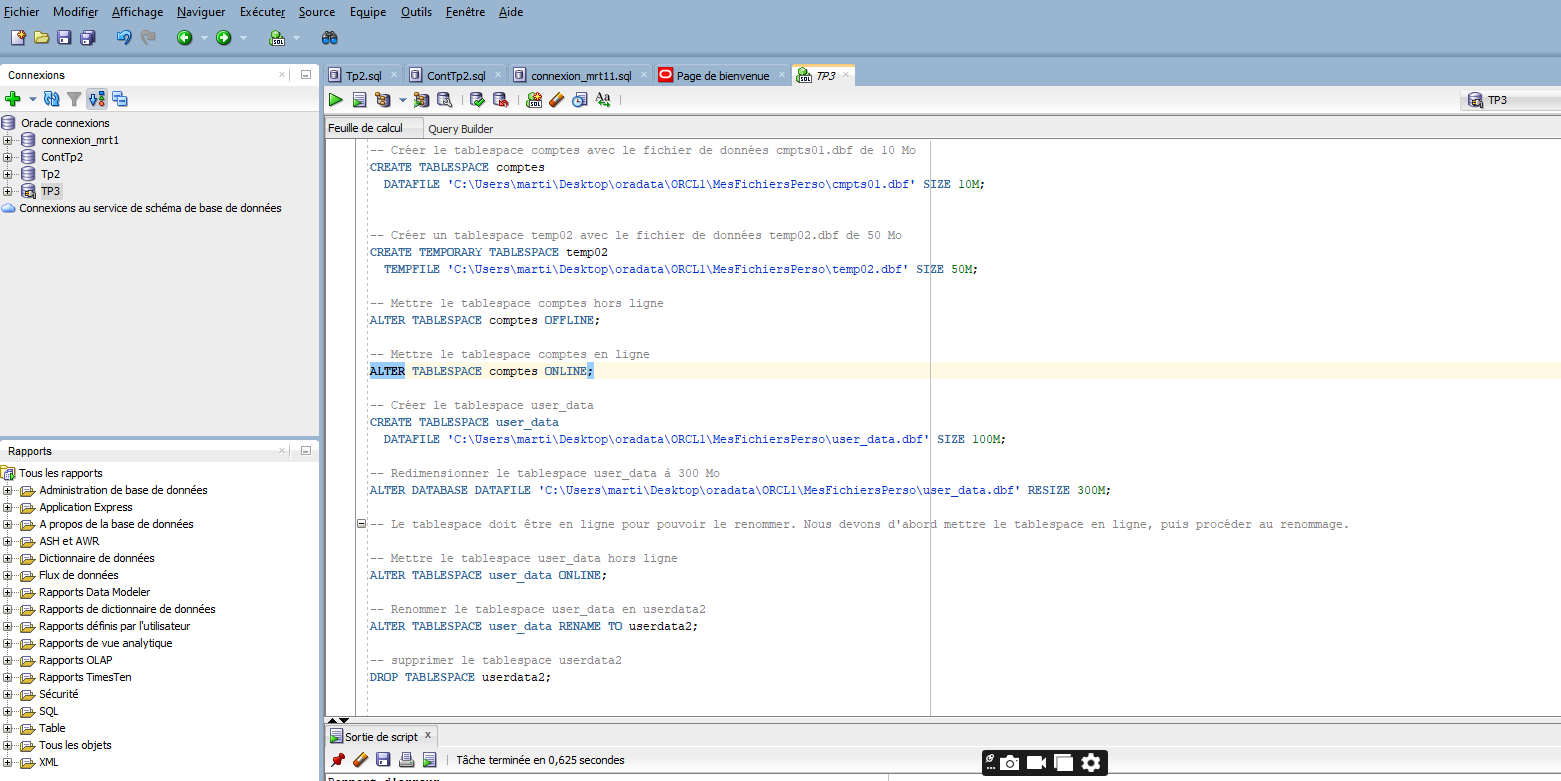 Fichier Modifier Affichage Naviguer Exécuter Source Equipe Outils Fenêtre Aide
Connexions
Oracle connexions
connexion_mrt1
ContTp2
Tp2
TP3
Connexions au service de schéma de base de données
Rapports
Tous les rapports
Administration de base de données
Application Express
A propos de la base de données
ASH et AWR
Dictionnaire de données
Flux de données
Rapports Data Modeler
Rapports de dictionnaire de données
Rapports définis par l'utilisateur
Rapports de vue analytique
Rapports OLAP
Rapports TimesTen
Sécurité
SQL
Table
Tous les objets
XML
Tp2.sql ContTp2.sql connexion_mrt11.sql Page de bienvenue TP3
TP3
Feuille de calcul Query Builder
-- Créer le tablespace comptes avec le fichier de données cmpts01.dbf de 10 Mo
CREATE TABLESPACE comptes
DATAFILE 'C:\Users\marti\Desktop\oradata\ORCL1\MesFichiersPerso\cmpts01.dbf' SIZE 10M;
-- Créer un tablespace temp02 avec le fichier de données temp02.dbf de 50 Mo
CREATE TEMPORARY TABLESPACE temp02
TEMPFILE 'C:\Users\marti\Desktop\oradata\ORCL1\MesFichiersPerso\temp02.dbf' SIZE 50M;
-- Mettre le tablespace comptes hors ligne
ALTER TABLESPACE comptes OFFLINE;
-- Mettre le tablespace comptes en ligne
ALTER TABLESPACE comptes ONLINE;
-- Créer le tablespace user_data
CREATE TABLESPACE user_data
DATAFILE 'C:\Users\marti\Desktop\oradata\ORCL1\MesFichiersPerso\user_data.dbf' SIZE 100M;
-- Redimensionner le tablespace user_data à 300 Mo
ALTER DATABASE DATAFILE 'C:\Users\marti\Desktop\oradata\ORCL1\MesFichiersPerso\user_data.dbf' RESIZE 300M;
-- Le tablespace doit être en ligne pour pouvoir le renommer. Nous devons d'abord mettre le tablespace en ligne, puis procéder au renommage.
-- Mettre le tablespace user_data hors ligne
ALTER TABLESPACE user_data ONLINE;
-- Renommer le tablespace user_data en userdata2
ALTER TABLESPACE user_data RENAME TO userdata2;
-- supprimer le tablespace userdata2
DROP TABLESPACE userdata2;
Sortie de script
Tâche terminée en 0,625 secondes